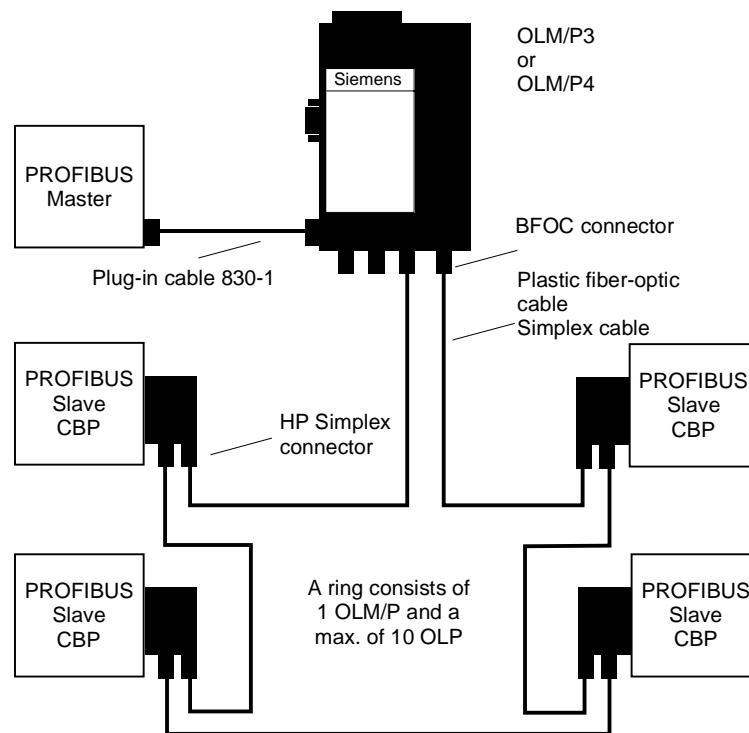 OLM/P3
or
OLM/P4
Siemens
PROFIBUS
Master
BFOC connector
Plug-in cable 830-1
Plastic fiber-optic
cable
Simplex cable
PROFIBUS
Slave
CBP
HP Simplex
connector
PROFIBUS
Slave
CBP
PROFIBUS
Slave
CBP
A ring consists of
1 OLM/P and a
max. of 10 OLP
PROFIBUS
Slave
CBP